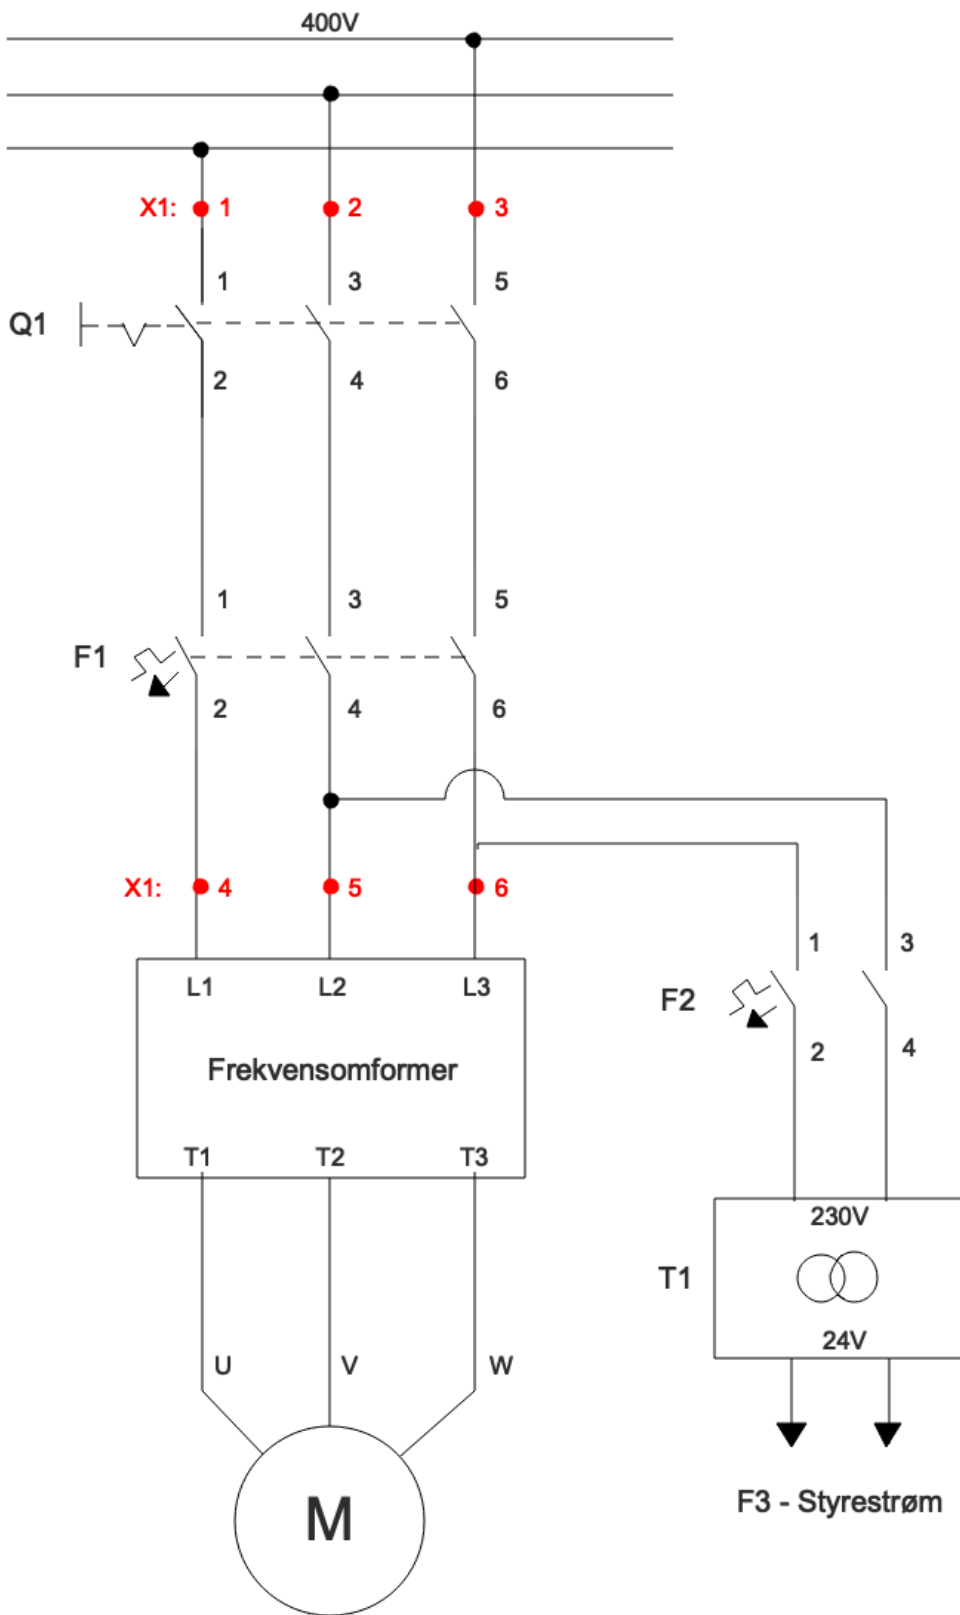 400V
X1: 1 2 3
1 3 5
Q1
2 4 6
1 3 5
F1
2 4 6
X1: 4 5 6
1 3
L1 L2 L3
F2
2 4
Frekvensomformer
T1 T2 T3
230V
T1
24V
U V W
F3 - Styrestrøm
M